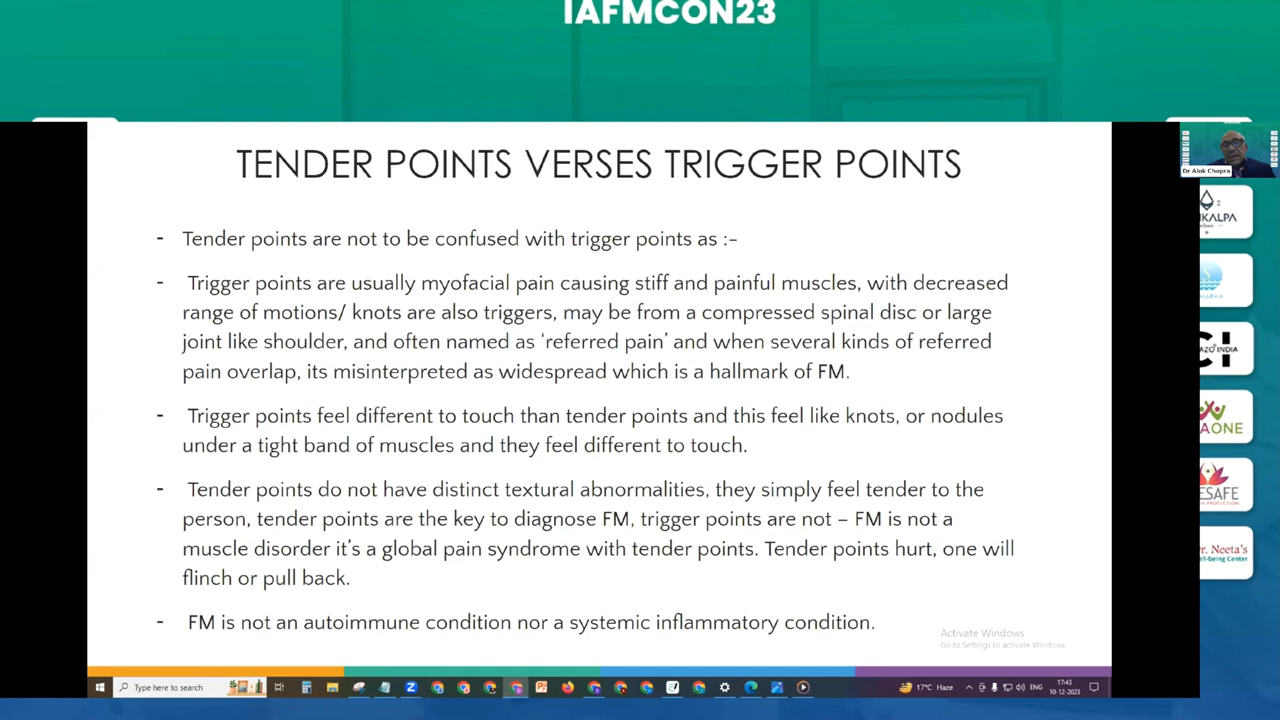 IAFMCON23
TENDER POINTS VERSES TRIGGER POINTS
- Tender points are not to be confused with trigger points as :-
- Trigger points are usually myofacial pain causing stiff and painful muscles, with decreased
range of motions/ knots are also triggers, may be from a compressed spinal disc or large
joint like shoulder, and often named as ‘referred pain’ and when several kinds of referred
pain overlap, its misinterpreted as widespread which is a hallmark of FM.
- Trigger points feel different to touch than tender points and this feel like knots, or nodules
under a tight band of muscles and they feel different to touch.
- Tender points do not have distinct textural abnormalities, they simply feel tender to the
person, tender points are the key to diagnose FM, trigger points are not – FM is not a
muscle disorder it’s a global pain syndrome with tender points. Tender points hurt, one will
flinch or pull back.
- FM is not an autoimmune condition nor a systemic inflammatory condition.
Activate Windows
Go to Settings to activate Windows.
Dr Alok Chopra
IKALPA
CI
AONE
ESAFE
r. Neeta's
ll-being Center
Type here to search
17°C Haze
ENG
17:43
10-12-2023